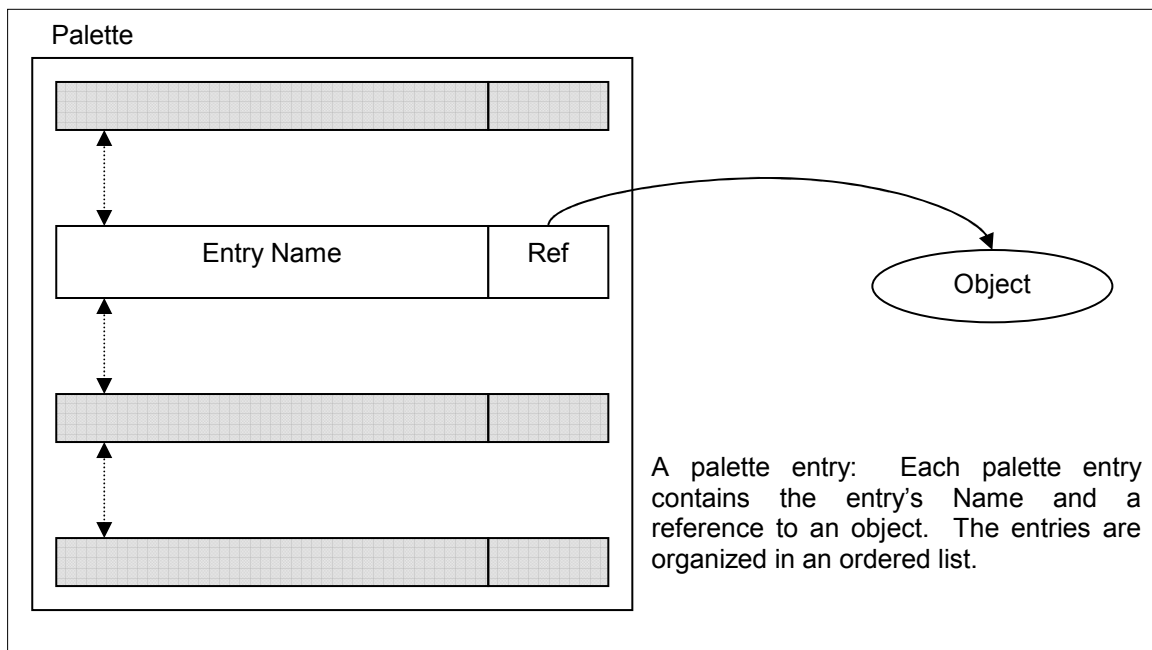 Palette
Entry Name
Ref
Object
A palette entry: Each palette entry
contains the entry’s Name and a
reference to an object. The entries are
organized in an ordered list.